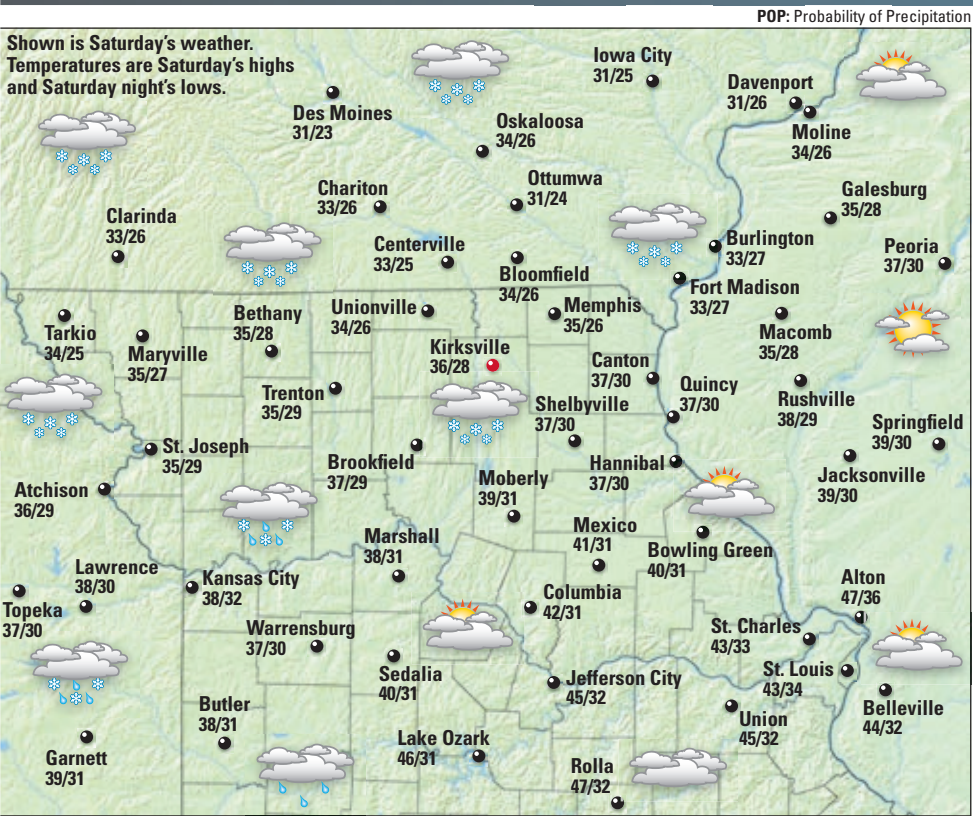 POP: Probability of Precipitation
Shown is Saturday's weather.
Temperatures are Saturday's highs
and Saturday night's lows.
Iowa City
31/25
Davenport
31/26
Des Moines
31/23
Oskaloosa
34/26
Moline
34/26
Chariton
33/26
Ottumwa
31/24
Galesburg
35/28
Clarinda
33/26
Centerville
33/25
Burlington
33/27
Peoria
37/30
Bloomfield
34/26
Fort Madison
33/27
Tarkio
34/25
Maryville
35/27
Bethany
35/28
Unionville
34/26
Memphis
35/26
Macomb
35/28
Kirksville
36/28
Canton
37/30
Trenton
35/29
Quincy
37/30
Rushville
38/29
Shelbyville
37/30
Springfield
39/30
St. Joseph
35/29
Brookfield
37/29
Hannibal
37/30
Jacksonville
39/30
Atchison
36/29
Moberly
39/31
Marshall
38/31
Mexico
41/31
Bowling Green
40/31
Lawrence
38/30
Kansas City
38/32
Columbia
42/31
Alton
47/36
Topeka
37/30
Warrensburg
37/30
St. Charles
43/33
Sedalia
40/31
Jefferson City
45/32
St. Louis
43/34
Butler
38/31
Union
45/32
Belleville
44/32
Garnett
39/31
Lake Ozark
46/31
Rolla
47/32